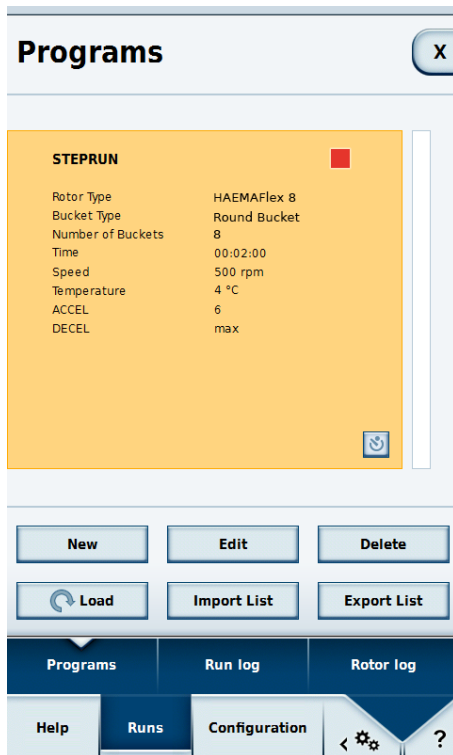 Programs
X
STEPRUN
Rotor Type HAEMAFlex 8
Bucket Type Round Bucket
Number of Buckets 8
Time 00:02:00
Speed 500 rpm
Temperature 4 °C
ACCEL 6
DECEL max
New Edit Delete
Load Import List Export List
Programs Run log Rotor log
Help Runs Configuration < ?